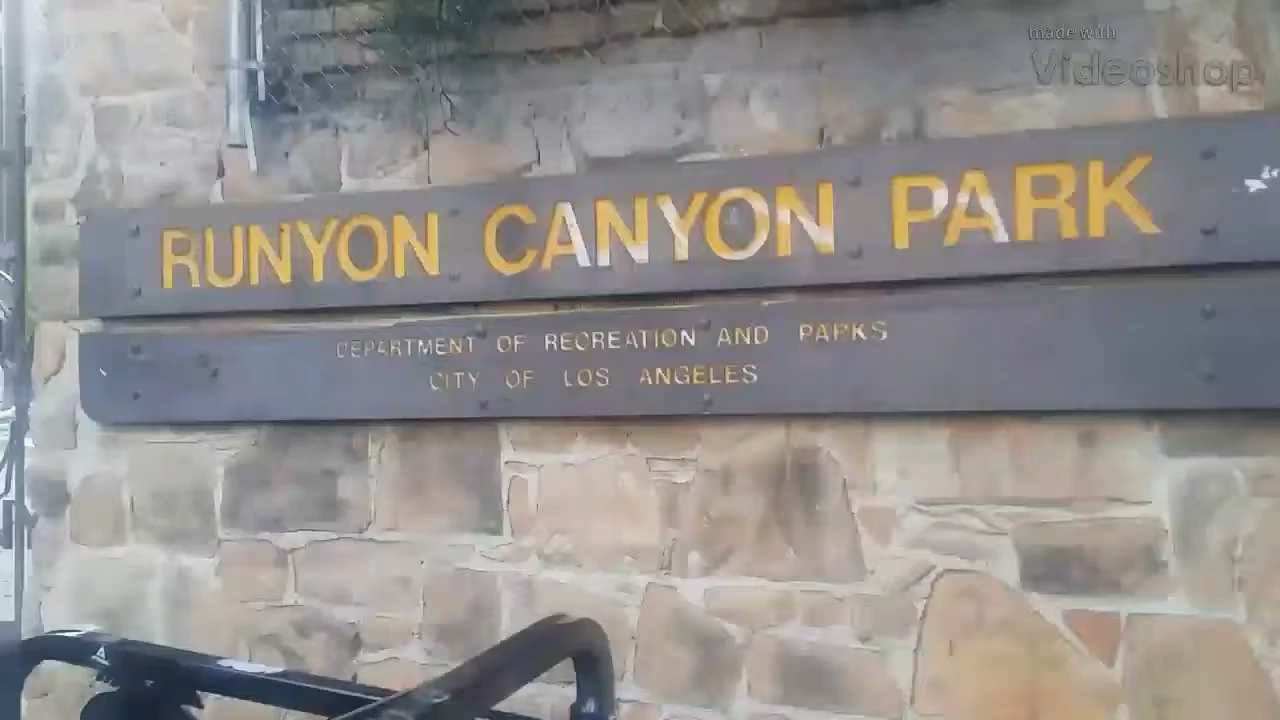 made with
Videoshop
RUNYON CANYON PARK
DEPARTMENT OF RECREATION AND PARKS
CITY OF LOS ANGELES